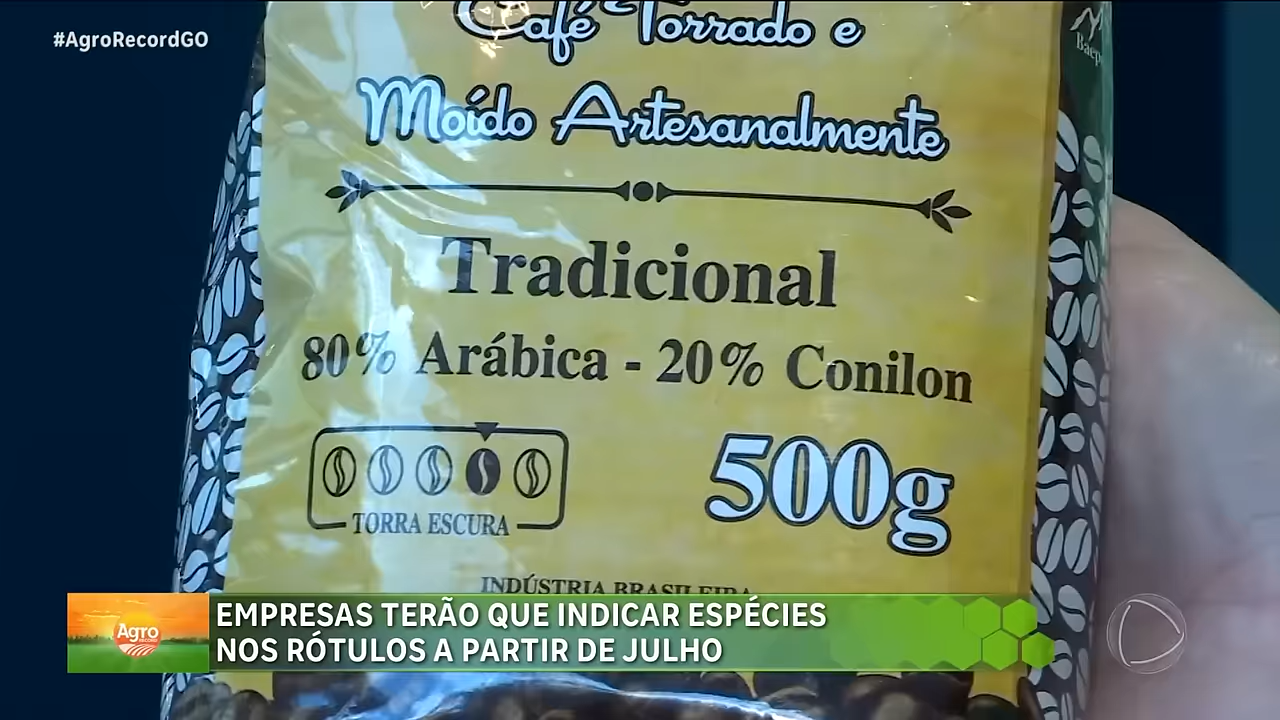 #AgroRecordGO
Café Torrado e
Moído Artesanalmente
Tradicional
80% Arábica - 20% Conilon
TORRA ESCURA
500g
INDÚSTRIA BRASILEIRA
Agro
EMPRESAS TERÃO QUE INDICAR ESPÉCIES
NOS RÓTULOS A PARTIR DE JULHO